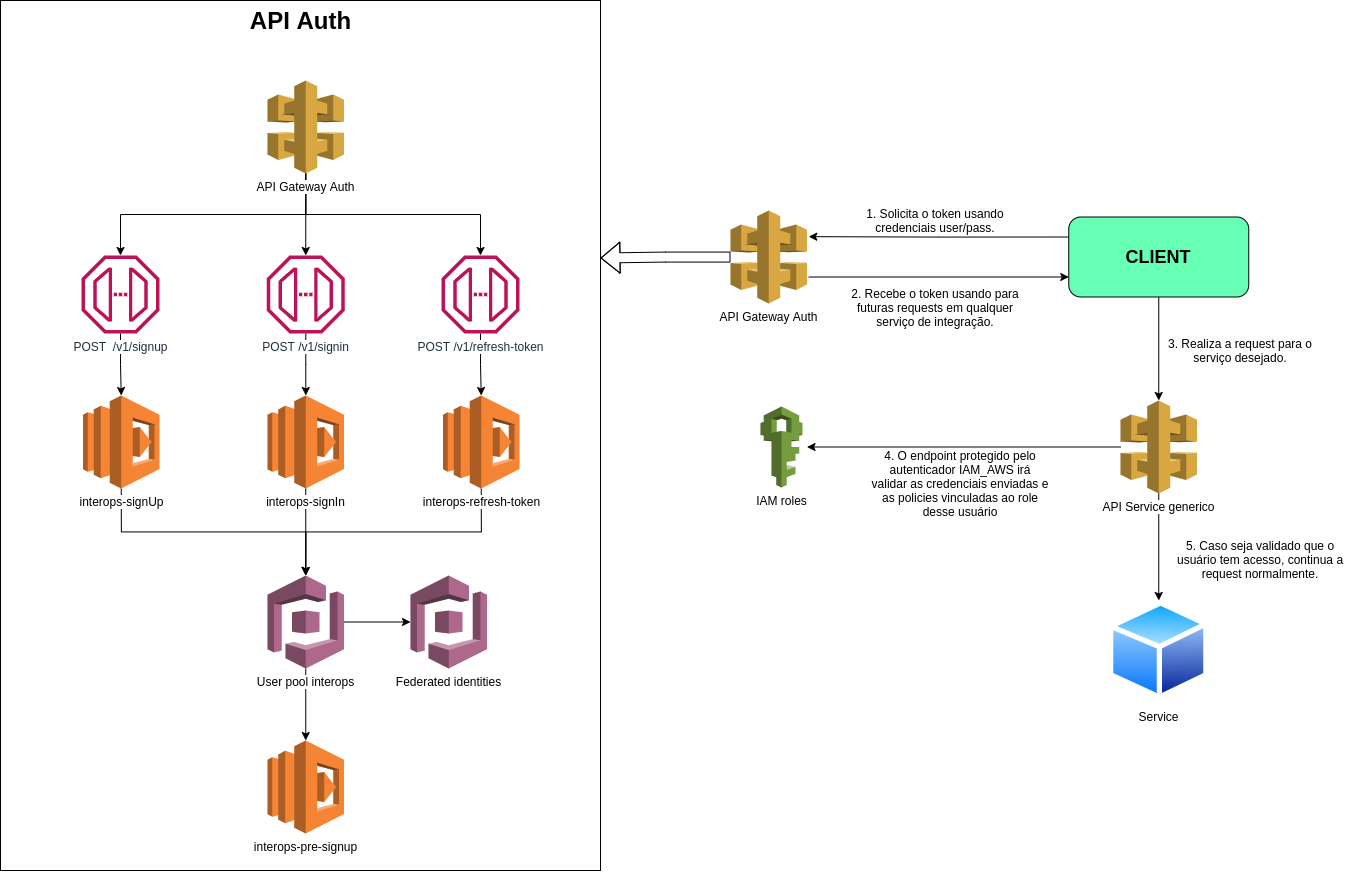 API Auth
API Gateway Auth
POST  /v1/signup
POST /v1/signin
POST /v1/refresh-token
interops-signUp
interops-signIn
interops-refresh-token
User pool interops
Federated identities
interops-pre-signup
1. Solicita o token usando
credenciais user/pass.
CLIENT
API Gateway Auth
2. Recebe o token usando para
futuras requests em qualquer
serviço de integração.
3. Realiza a request para o
serviço desejado.
IAM roles
4. O endpoint protegido pelo
autenticador IAM_AWS irá
validar as credenciais enviadas e
as policies vinculadas ao role
desse usuário
API Service generico
5. Caso seja validado que o
usuário tem acesso, continua a
request normalmente.
Service